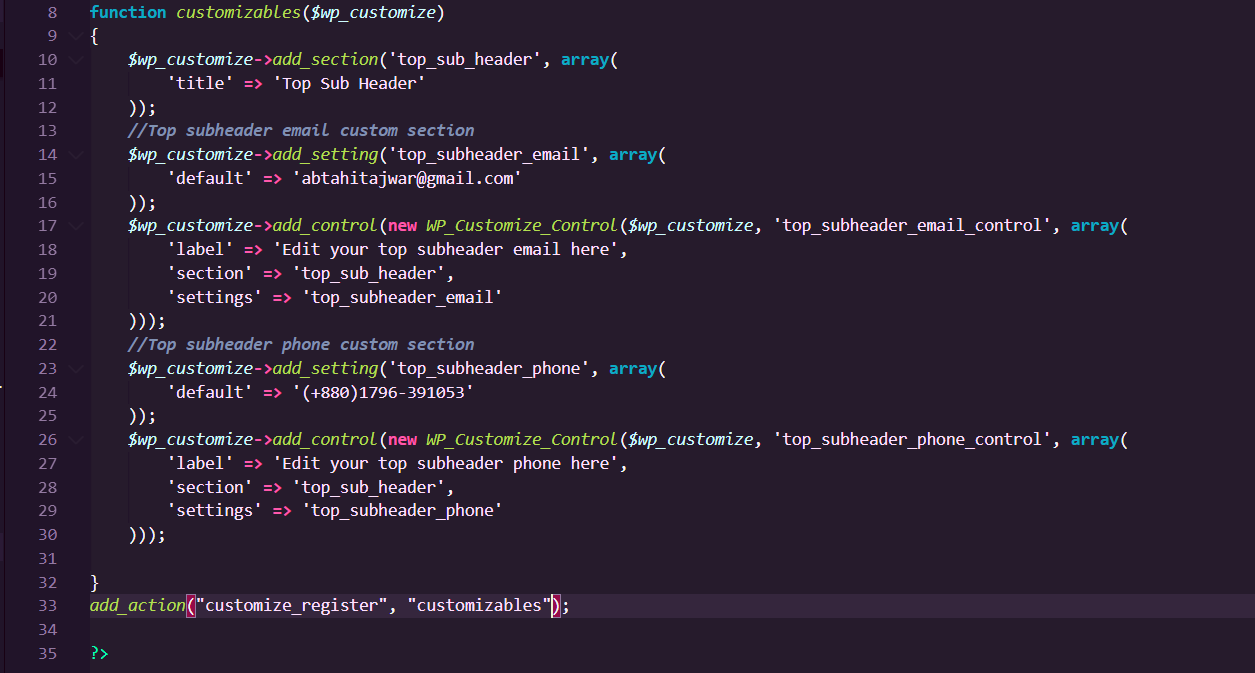 8 function customizables($wp_customize)
9 {
10 $wp_customize->add_section('top_sub_header', array(
11 'title' => 'Top Sub Header'
12 ));
13 //Top subheader email custom section
14 $wp_customize->add_setting('top_subheader_email', array(
15 'default' => 'abtahitajwar@gmail.com'
16 ));
17 $wp_customize->add_control(new WP_Customize_Control($wp_customize, 'top_subheader_email_control', array(
18 'label' => 'Edit your top subheader email here',
19 'section' => 'top_sub_header',
20 'settings' => 'top_subheader_email'
21 )));
22 //Top subheader phone custom section
23 $wp_customize->add_setting('top_subheader_phone', array(
24 'default' => '(+880)1796-391053'
25 ));
26 $wp_customize->add_control(new WP_Customize_Control($wp_customize, 'top_subheader_phone_control', array(
27 'label' => 'Edit your top subheader phone here',
28 'section' => 'top_sub_header',
29 'settings' => 'top_subheader_phone'
30 )));
31
32 }
33 add_action("customize_register", "customizables");
34
35 ?>